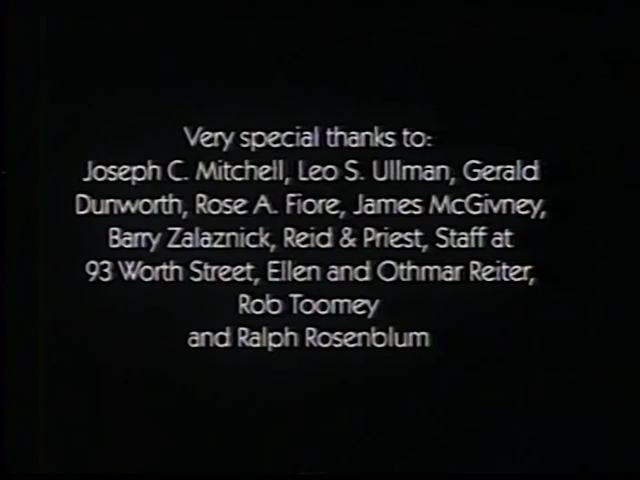 Very special thanks to:
Joseph C. Mitchell, Leo S. Ullman, Gerald
Dunworth, Rose A. Fiore, James McGivney,
Barry Zalaznick, Reid & Priest, Staff at
93 Worth Street, Ellen and Othmar Reiter,
Rob Toomey
and Ralph Rosenblum